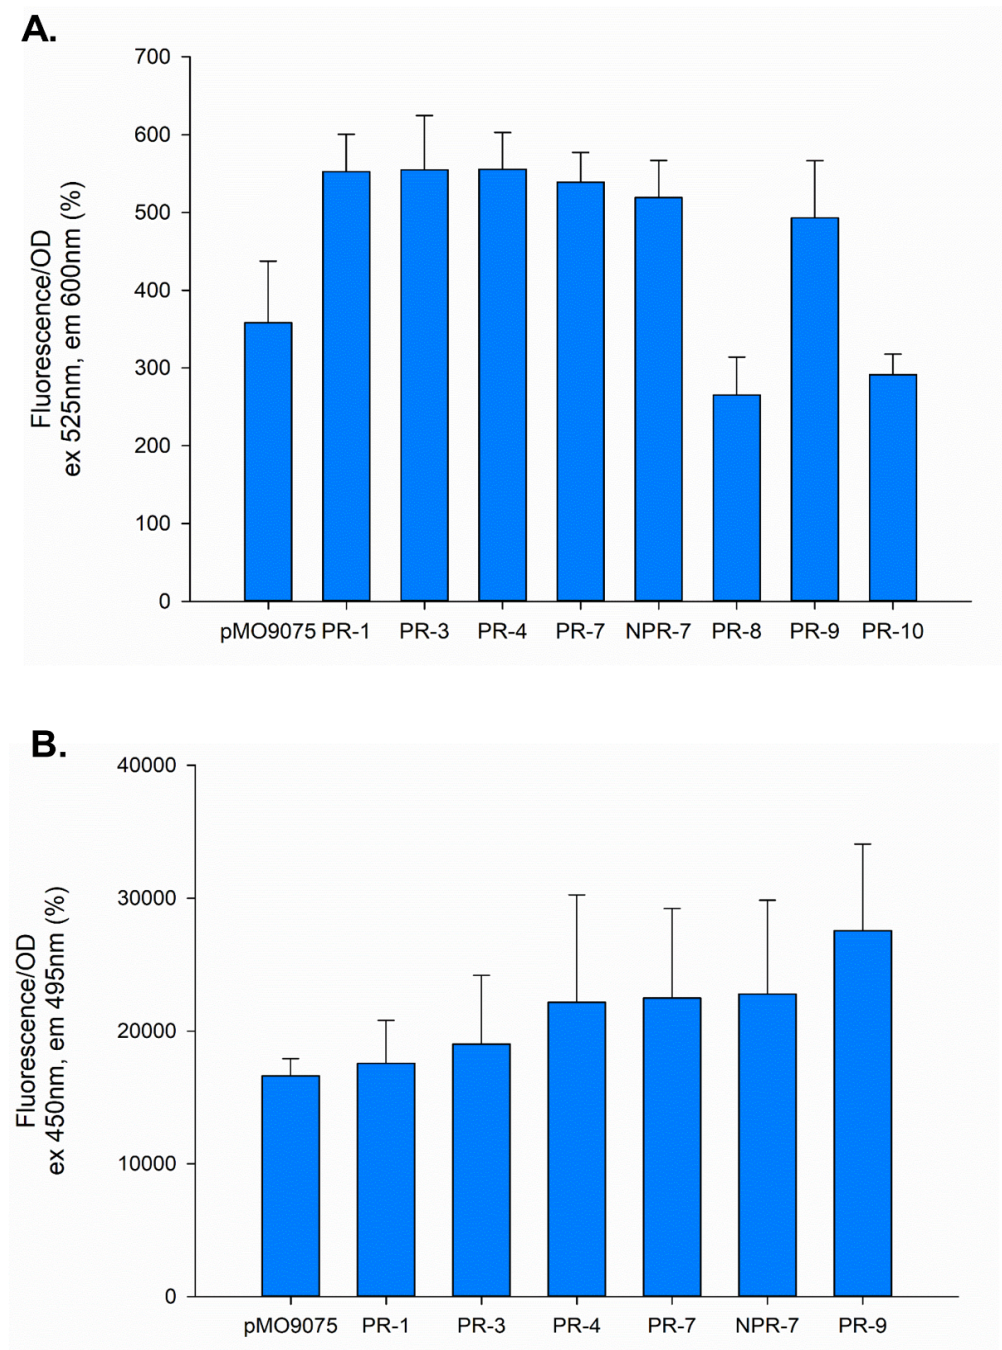 A.
700
600
500
400
300
200
100
0
Fluorescence/OD
ex 525nm, em 600nm (%)
pMO9075 PR-1 PR-3 PR-4 PR-7 NPR-7 PR-8 PR-9 PR-10
B.
40000
30000
20000
10000
0
Fluorescence/OD
ex 450nm, em 495nm (%)
pMO9075 PR-1 PR-3 PR-4 PR-7 NPR-7 PR-9